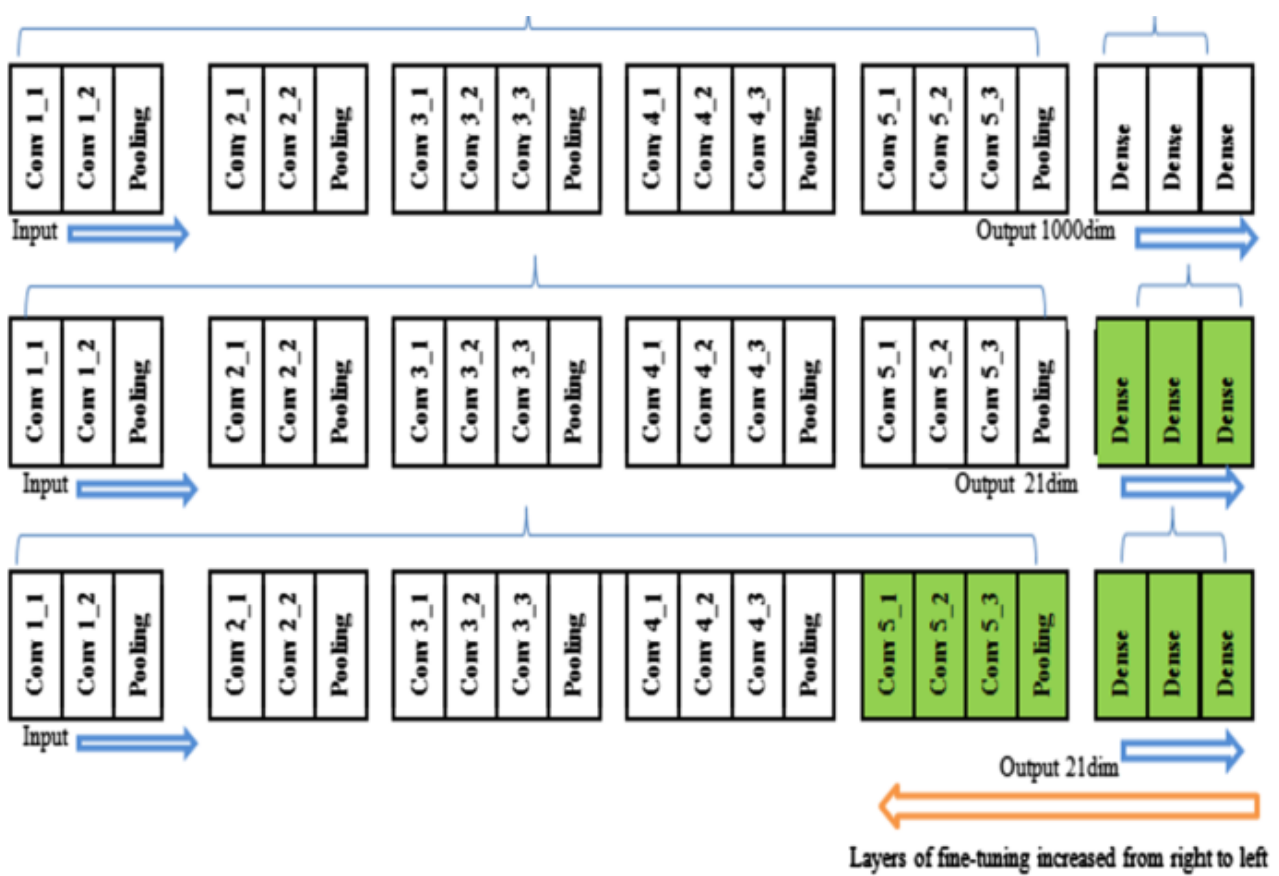 Conv 1_1 Conv 1_2 Pooling Conv 2_1 Conv 2_2 Pooling Conv 3_1 Conv 3_2 Conv 3_3 Pooling Conv 4_1 Conv 4_2 Conv 4_3 Pooling Conv 5_1 Conv 5_2 Conv 5_3 Pooling Dense Dense Dense
Input Output 1000dim
Conv 1_1 Conv 1_2 Pooling Conv 2_1 Conv 2_2 Pooling Conv 3_1 Conv 3_2 Conv 3_3 Pooling Conv 4_1 Conv 4_2 Conv 4_3 Pooling Conv 5_1 Conv 5_2 Conv 5_3 Pooling Dense Dense Dense
Input Output 21dim
Conv 1_1 Conv 1_2 Pooling Conv 2_1 Conv 2_2 Pooling Conv 3_1 Conv 3_2 Conv 3_3 Pooling Conv 4_1 Conv 4_2 Conv 4_3 Pooling Conv 5_1 Conv 5_2 Conv 5_3 Pooling Dense Dense Dense
Input Output 21dim
Layers of fine-tuning increased from right to left